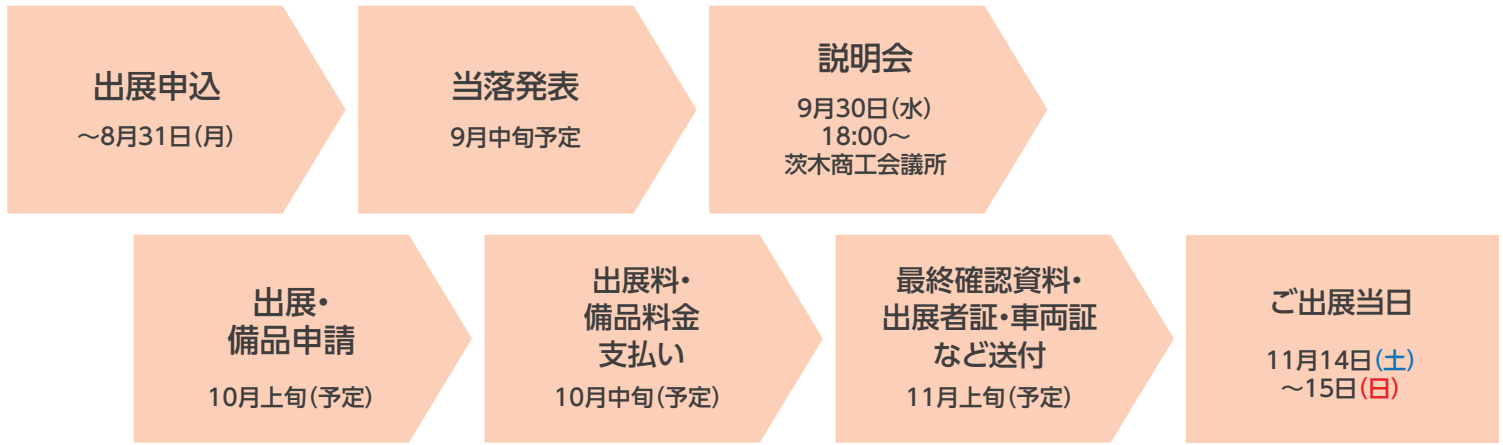 出展申込
～8月31日(月)
当落発表
9月中旬予定
説明会
9月30日(水)
18:00～
茨木商工会議所
出展・
備品申請
10月上旬(予定)
出展料・
備品料金
支払い
10月中旬(予定)
最終確認資料・
出展者証・車両証
など送付
11月上旬(予定)
ご出展当日
11月14日(土)
～15日(日)